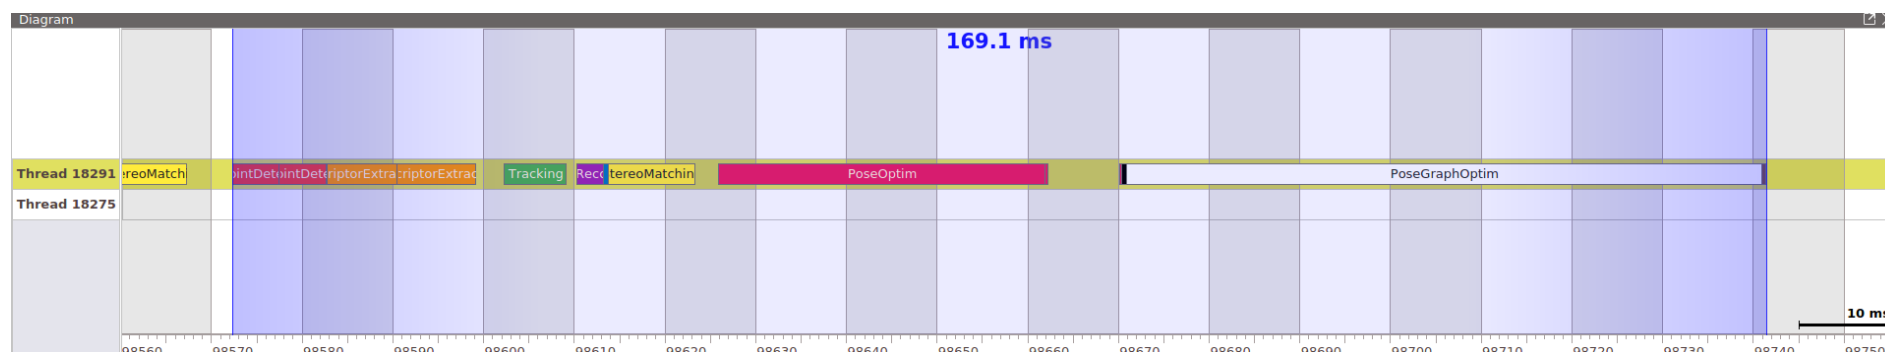 Diagram
169.1 ms
Thread 18291 ereoMatch intDet ointDete riptorExtra criptorExtrac Tracking Reco tereoMatchin PoseOptim PoseGraphOptim
Thread 18275
10 ms
98560 98570 98580 98590 98600 98610 98620 98630 98640 98650 98660 98670 98680 98690 98700 98710 98720 98730 98740 98750